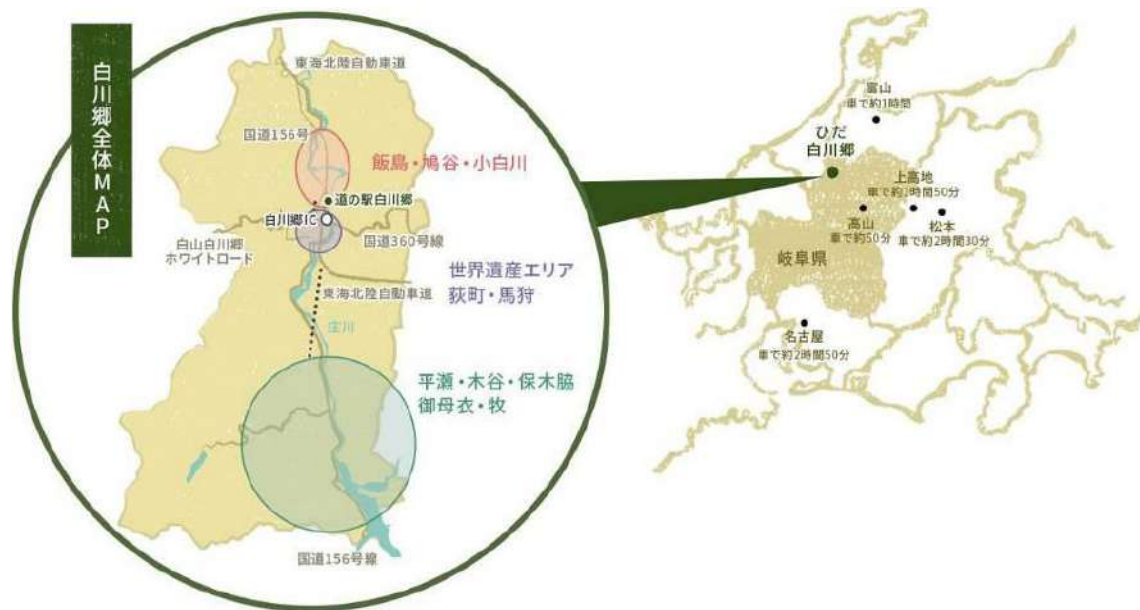 白川郷全体MAP
東海北陸自動車道
国道156号
飯島・鳩谷・小白川
道の駅白川郷
白川郷IC
白山白川郷
ホワイトロード
国道360号線
世界遺産エリア
荻町・馬狩
東海北陸自動車道
庄川
平瀬・木谷・保木脇
御母衣・牧
国道156号線
富山
車で約1時間
ひだ
白川郷
上高地
車で約1時間50分
高山
車で約50分
松本
車で約2時間30分
岐阜県
名古屋
車で約2時間50分